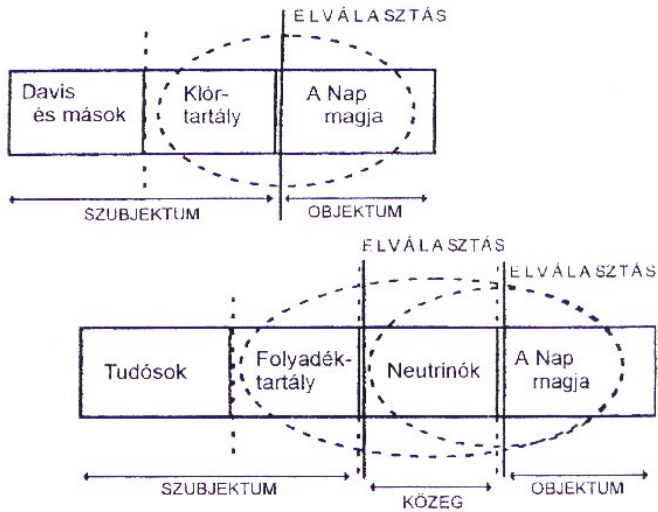 ELVÁLASZTÁS
Davis
és mások
Klór-
tartály
A Nap
magja
SZUBJEKTUM
OBJEKTUM
ELVÁLASZTÁS
ELVÁLASZTÁS
Tudósok
Folyadék-
tartály
Neutrinók
A Nap
magja
SZUBJEKTUM
KÖZEG
OBJEKTUM